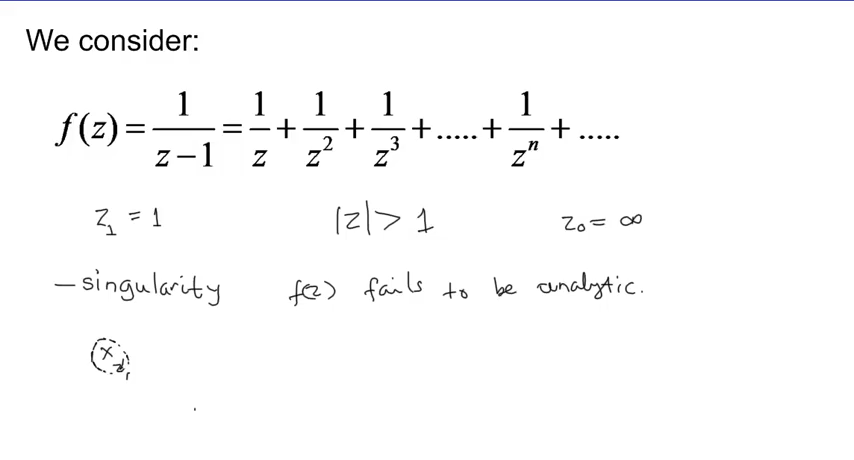 We consider:
f(z) = 1/(z−1) = 1/z + 1/z² + 1/z³ + ..... + 1/zⁿ + .....
z₁ = 1 |z| > 1 z₀ = ∞
– singularity f(z) fails to be analytic.
x z₁